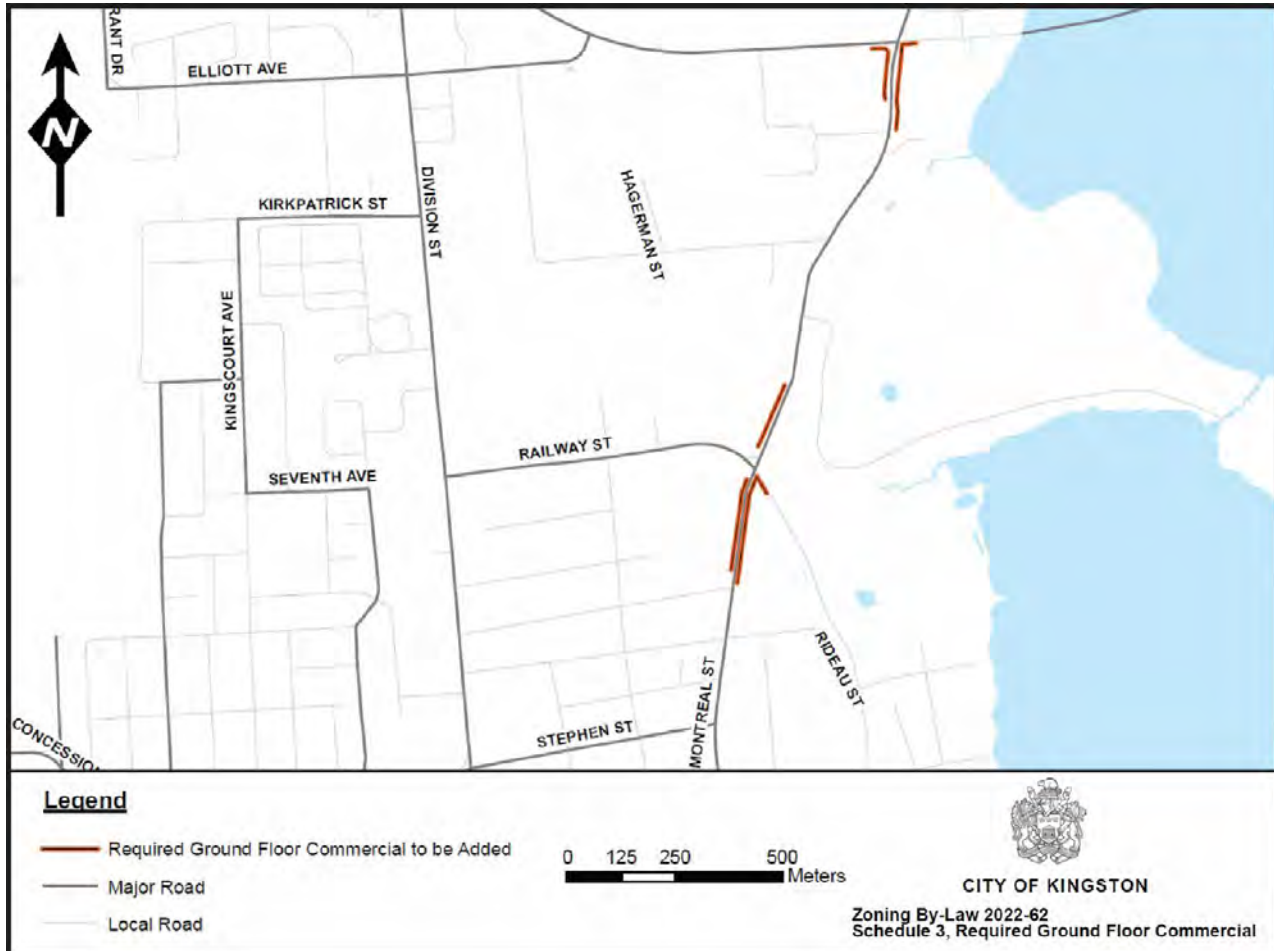 RANT DR
ELLIOTT AVE
N
DIVISION ST
HAGERMAN ST
KIRKPATRICK ST
KINGSCOURT AVE
RAILWAY ST
SEVENTH AVE
RIDEAU ST
MONTREAL ST
STEPHEN ST
CONCESSION
Legend
Required Ground Floor Commercial to be Added
Major Road
Local Road
0 125 250 500
Meters
CITY OF KINGSTON
Zoning By-Law 2022-62
Schedule 3, Required Ground Floor Commercial